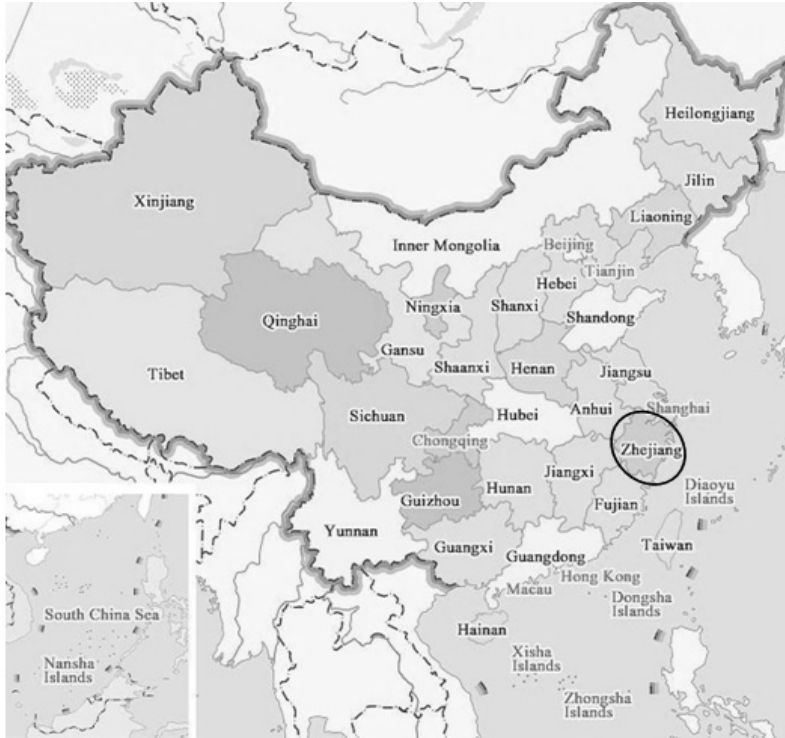 Heilongjiang
Jilin
Xinjiang
Liaoning
Inner Mongolia
Beijing
Tianjin
Hebei
Ningxia
Shanxi
Qinghai
Shandong
Gansu
Shaanxi
Henan
Tibet
Jiangsu
Sichuan
Anhui
Shanghai
Hubei
Chongqing
Zhejiang
Jiangxi
Hunan
Diaoyu
Islands
Guizhou
Fujian
Yunnan
Guangxi
Guangdong
Taiwan
Hong Kong
Macau
Dongsha
Islands
South China Sea
Hainan
Xisha
Islands
Nansha
Islands
Zhongsha
Islands